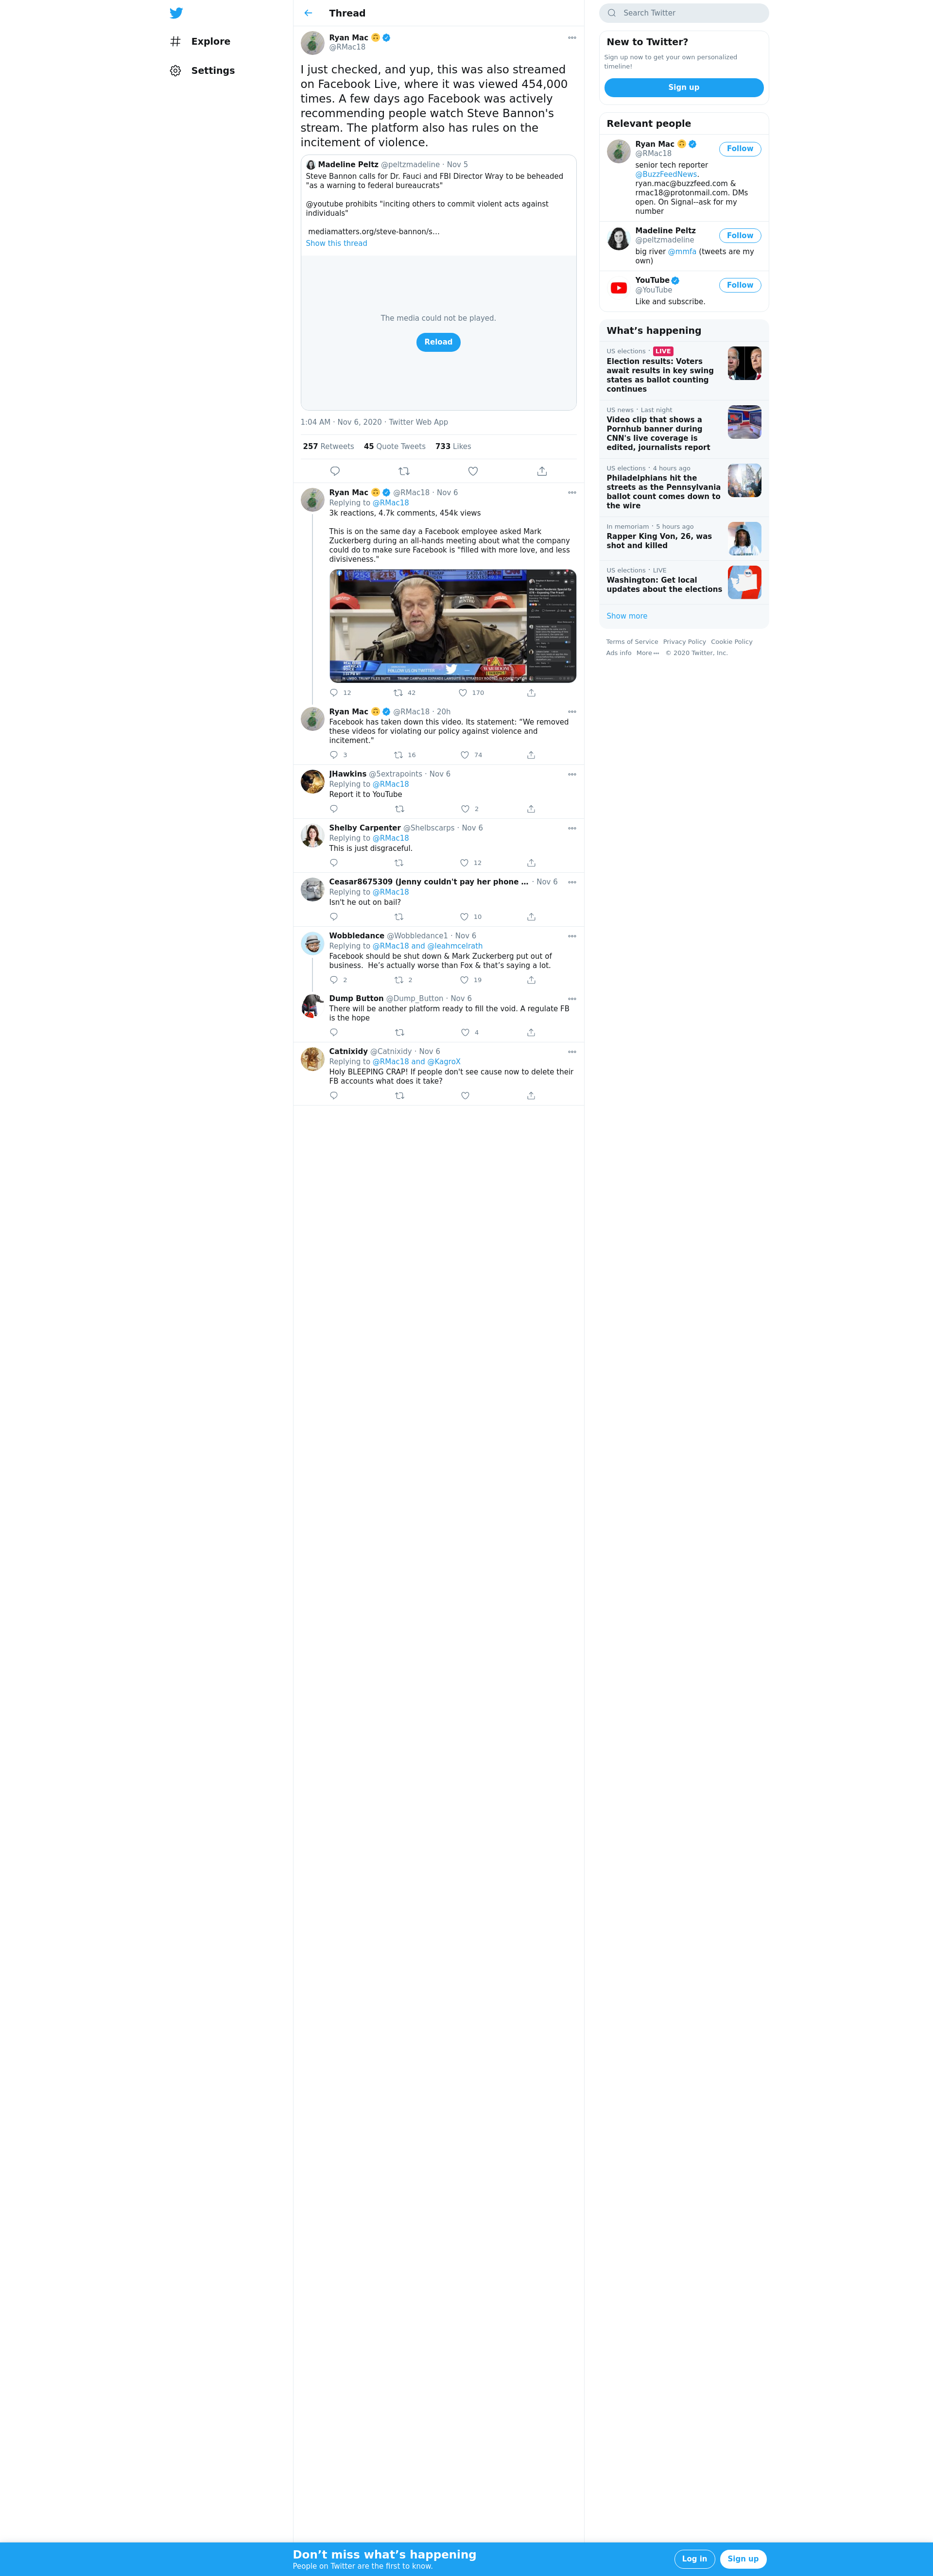 Explore
Settings
Thread
Ryan Mac
@RMac18
I just checked, and yup, this was also streamed
on Facebook Live, where it was viewed 454,000
times. A few days ago Facebook was actively
recommending people watch Steve Bannon's
stream. The platform also has rules on the
incitement of violence.
Madeline Peltz @peltzmadeline · Nov 5
Steve Bannon calls for Dr. Fauci and FBI Director Wray to be beheaded
"as a warning to federal bureaucrats"
@youtube prohibits "inciting others to commit violent acts against
individuals"
mediamatters.org/steve-bannon/s…
Show this thread
The media could not be played.
Reload
1:04 AM · Nov 6, 2020 · Twitter Web App
257 Retweets 45 Quote Tweets 733 Likes
Ryan Mac @RMac18 · Nov 6
Replying to @RMac18
3k reactions, 4.7k comments, 454k views
This is on the same day a Facebook employee asked Mark
Zuckerberg during an all-hands meeting about what the company
could do to make sure Facebook is "filled with more love, and less
divisiveness."
FOLLOW US ON TWITTER
12 42 170
Ryan Mac @RMac18 · 20h
Facebook has taken down this video. Its statement: “We removed
these videos for violating our policy against violence and
incitement."
3 16 74
JHawkins @5extrapoints · Nov 6
Replying to @RMac18
Report it to YouTube
2
Shelby Carpenter @Shelbscarps · Nov 6
Replying to @RMac18
This is just disgraceful.
12
Ceasar8675309 (Jenny couldn't pay her phone … · Nov 6
Replying to @RMac18
Isn't he out on bail?
10
Wobbledance @Wobbledance1 · Nov 6
Replying to @RMac18 and @leahmcelrath
Facebook should be shut down & Mark Zuckerberg put out of
business. He’s actually worse than Fox & that’s saying a lot.
2 2 19
Dump Button @Dump_Button · Nov 6
There will be another platform ready to fill the void. A regulate FB
is the hope
4
Catnixidy @Catnixidy · Nov 6
Replying to @RMac18 and @KagroX
Holy BLEEPING CRAP! If people don't see cause now to delete their
FB accounts what does it take?
Search Twitter
New to Twitter?
Sign up now to get your own personalized
timeline!
Sign up
Relevant people
Ryan Mac
@RMac18
Follow
senior tech reporter
@BuzzFeedNews.
ryan.mac@buzzfeed.com &
rmac18@protonmail.com. DMs
open. On Signal--ask for my
number
Madeline Peltz
@peltzmadeline
Follow
big river @mmfa (tweets are my
own)
YouTube
@YouTube
Follow
Like and subscribe.
What’s happening
US elections · LIVE
Election results: Voters
await results in key swing
states as ballot counting
continues
US news · Last night
Video clip that shows a
Pornhub banner during
CNN's live coverage is
edited, journalists report
US elections · 4 hours ago
Philadelphians hit the
streets as the Pennsylvania
ballot count comes down to
the wire
In memoriam · 5 hours ago
Rapper King Von, 26, was
shot and killed
US elections · LIVE
Washington: Get local
updates about the elections
Show more
Terms of Service Privacy Policy Cookie Policy
Ads info More © 2020 Twitter, Inc.
Don’t miss what’s happening
People on Twitter are the first to know.
Log in
Sign up